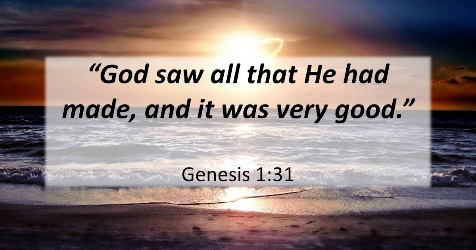 “God saw all that He had
made, and it was very good.”
Genesis 1:31